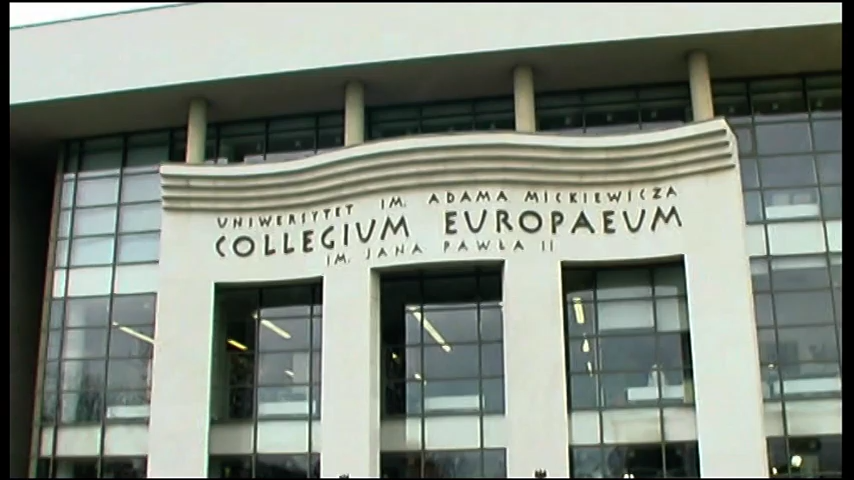 UNIWERSYTET IM. ADAMA MICKIEWICZA
COLLEGIUM EUROPAEUM
IM. JANA PAWŁA II